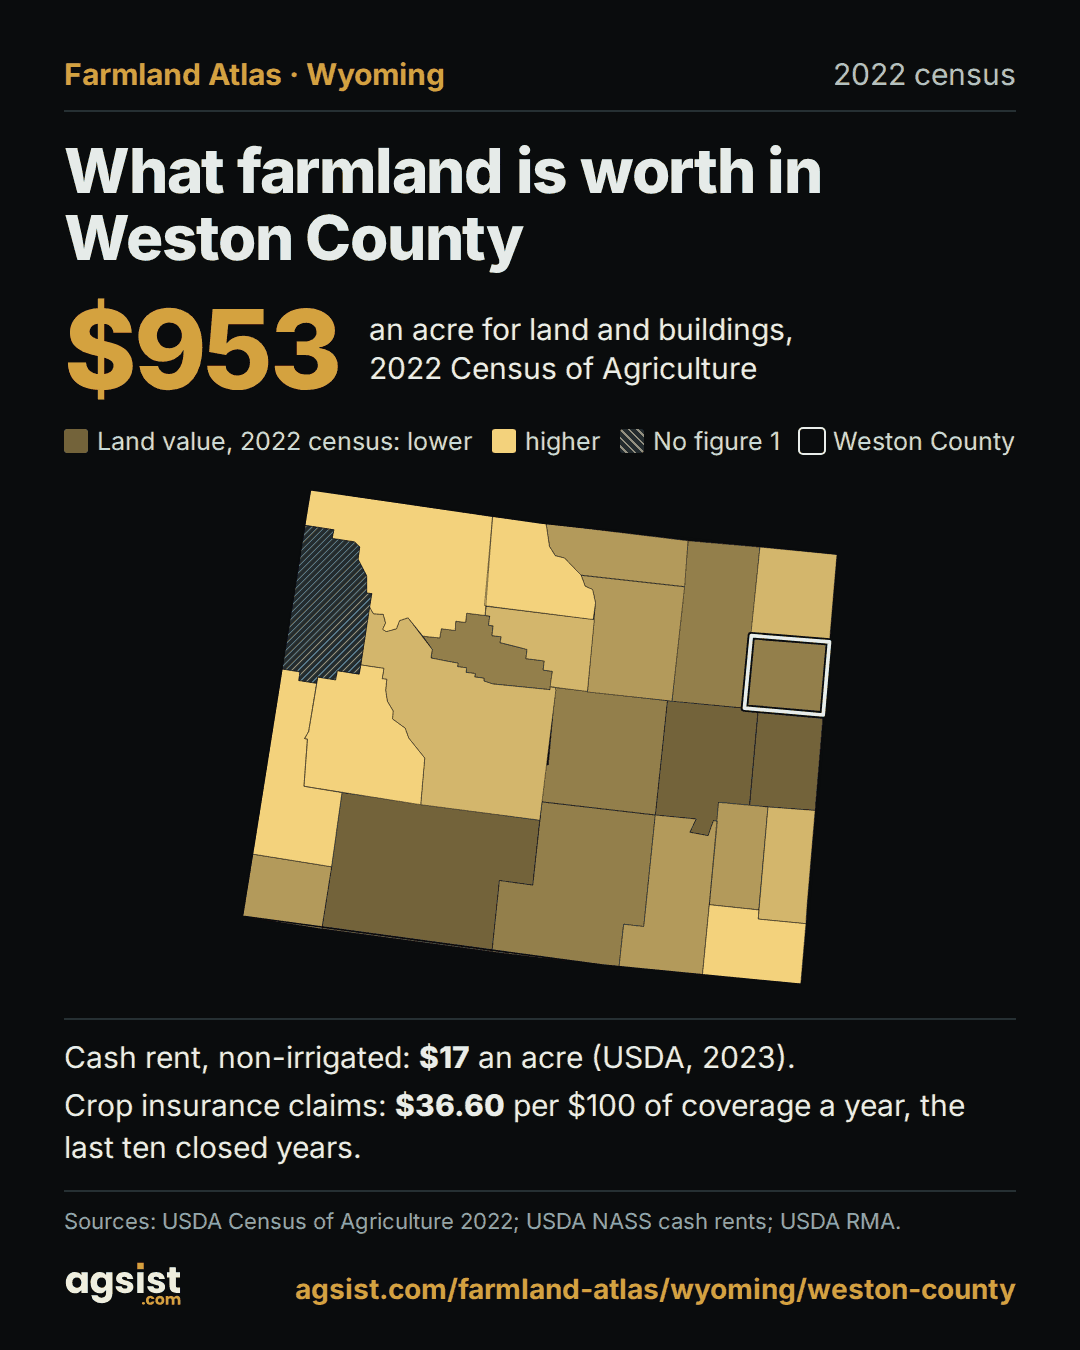 Farmland Atlas · Wyoming
2022 census
What farmland is worth in
Weston County
$953
an acre for land and buildings,
2022 Census of Agriculture
Land value, 2022 census: lower
higher
No figure 1
Weston County
Cash rent, non-irrigated: $17 an acre (USDA, 2023).
Crop insurance claims: $36.60 per $100 of coverage a year, the
last ten closed years.
Sources: USDA Census of Agriculture 2022; USDA NASS cash rents; USDA RMA.
agsist
.com
agsist.com/farmland-atlas/wyoming/weston-county